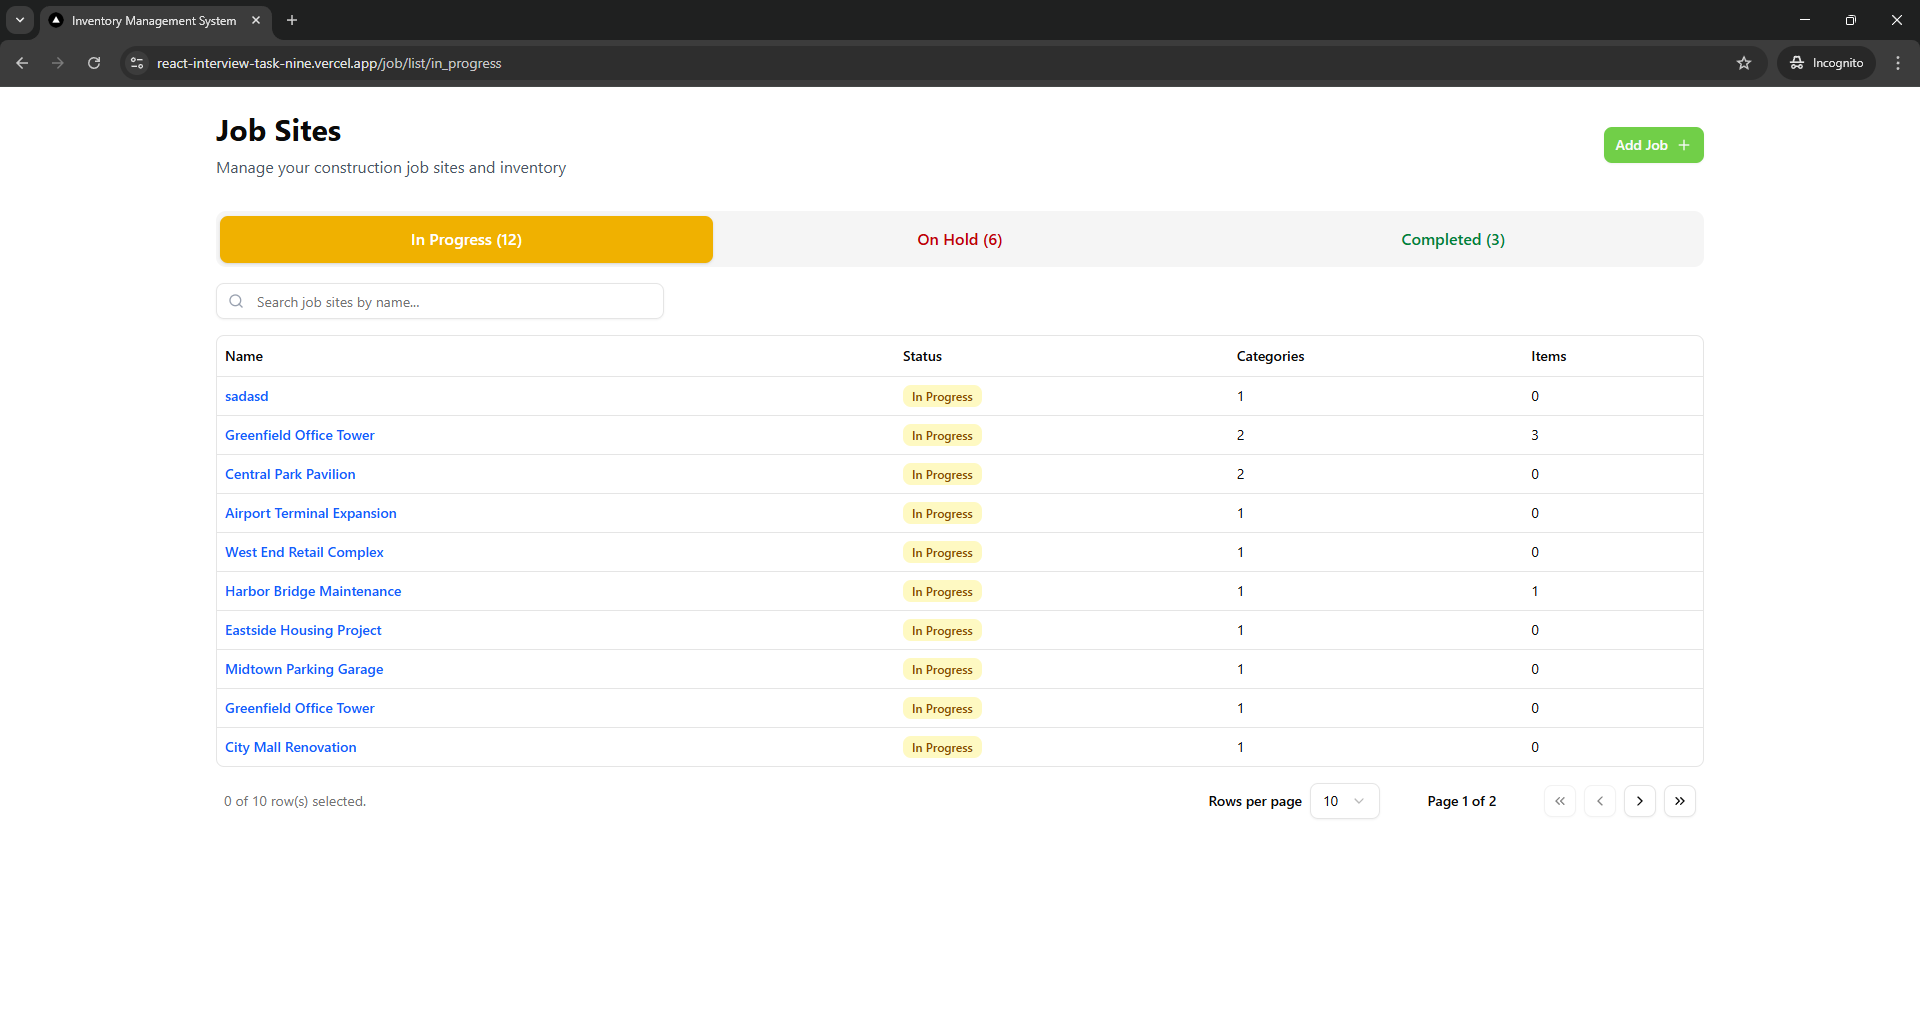 Inventory Management System
react-interview-task-nine.vercel.app/job/list/in_progress
Incognito
Job Sites
Manage your construction job sites and inventory
Add Job
In Progress (12) On Hold (6) Completed (3)
Search job sites by name...
Name Status Categories Items
sadasd In Progress 1 0
Greenfield Office Tower In Progress 2 3
Central Park Pavilion In Progress 2 0
Airport Terminal Expansion In Progress 1 0
West End Retail Complex In Progress 1 0
Harbor Bridge Maintenance In Progress 1 1
Eastside Housing Project In Progress 1 0
Midtown Parking Garage In Progress 1 0
Greenfield Office Tower In Progress 1 0
City Mall Renovation In Progress 1 0
0 of 10 row(s) selected. Rows per page 10 Page 1 of 2